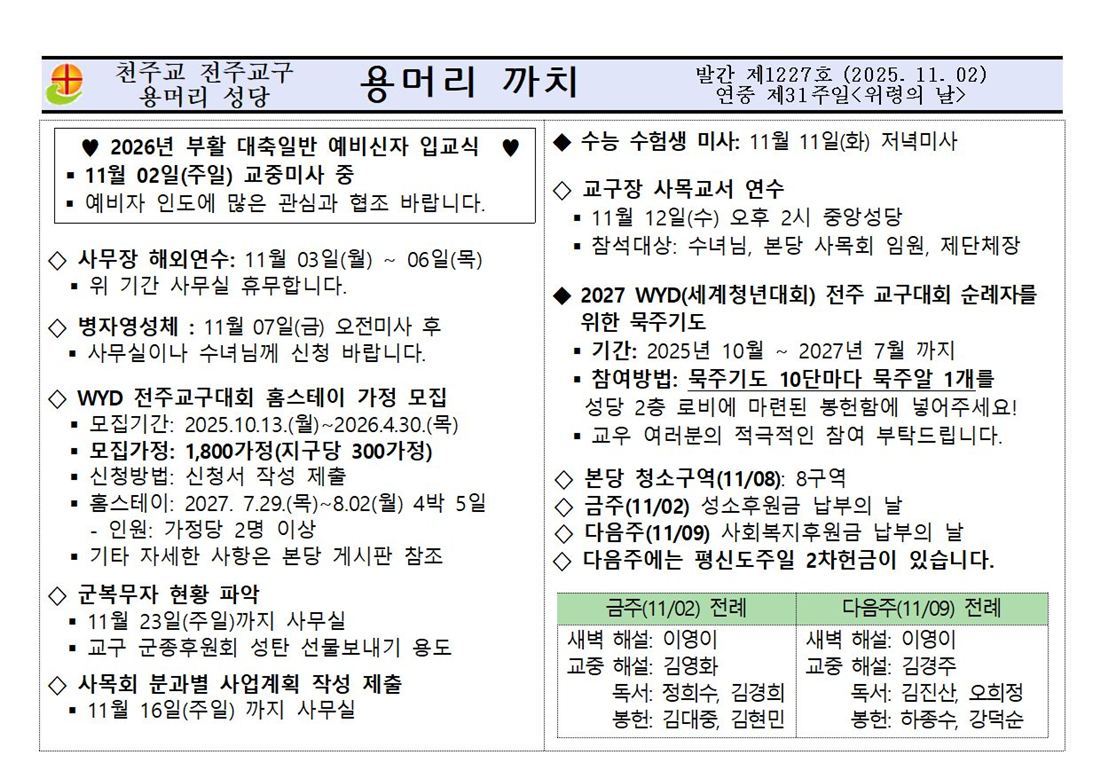 천주교 전주교구
용머리 성당
용머리 까치
발간 제1227호 (2025. 11. 02)
연중 제31주일<위령의 날>
♥ 2026년 부활 대축일반 예비신자 입교식 ♥
▪ 11월 02일(주일) 교중미사 중
▪ 예비자 인도에 많은 관심과 협조 바랍니다.
◇ 사무장 해외연수: 11월 03일(월) ~ 06일(목)
▪ 위 기간 사무실 휴무합니다.
◇ 병자영성체 : 11월 07일(금) 오전미사 후
▪ 사무실이나 수녀님께 신청 바랍니다.
◇ WYD 전주교구대회 홈스테이 가정 모집
▪ 모집기간: 2025.10.13.(월)~2026.4.30.(목)
▪ 모집가정: 1,800가정(지구당 300가정)
▪ 신청방법: 신청서 작성 제출
▪ 홈스테이: 2027. 7.29.(목)~8.02(월) 4박 5일
- 인원: 가정당 2명 이상
▪ 기타 자세한 사항은 본당 게시판 참조
◇ 군복무자 현황 파악
▪ 11월 23일(주일)까지 사무실
▪ 교구 군종후원회 성탄 선물보내기 용도
◇ 사목회 분과별 사업계획 작성 제출
▪ 11월 16일(주일) 까지 사무실
◆ 수능 수험생 미사: 11월 11일(화) 저녁미사
◇ 교구장 사목교서 연수
▪ 11월 12일(수) 오후 2시 중앙성당
▪ 참석대상: 수녀님, 본당 사목회 임원, 제단체장
◆ 2027 WYD(세계청년대회) 전주 교구대회 순례자를
위한 묵주기도
▪ 기간: 2025년 10월 ~ 2027년 7월 까지
▪ 참여방법: 묵주기도 10단마다 묵주알 1개를
성당 2층 로비에 마련된 봉헌함에 넣어주세요!
▪ 교우 여러분의 적극적인 참여 부탁드립니다.
◇ 본당 청소구역(11/08): 8구역
◇ 금주(11/02) 성소후원금 납부의 날
◇ 다음주(11/09) 사회복지후원금 납부의 날
◇ 다음주에는 평신도주일 2차헌금이 있습니다.
금주(11/02) 전례
새벽 해설: 이영이
교중 해설: 김영화
독서: 정희수, 김경희
봉헌: 김대중, 김현민
다음주(11/09) 전례
새벽 해설: 이영이
교중 해설: 김경주
독서: 김진산, 오희정
봉헌: 하종수, 강덕순